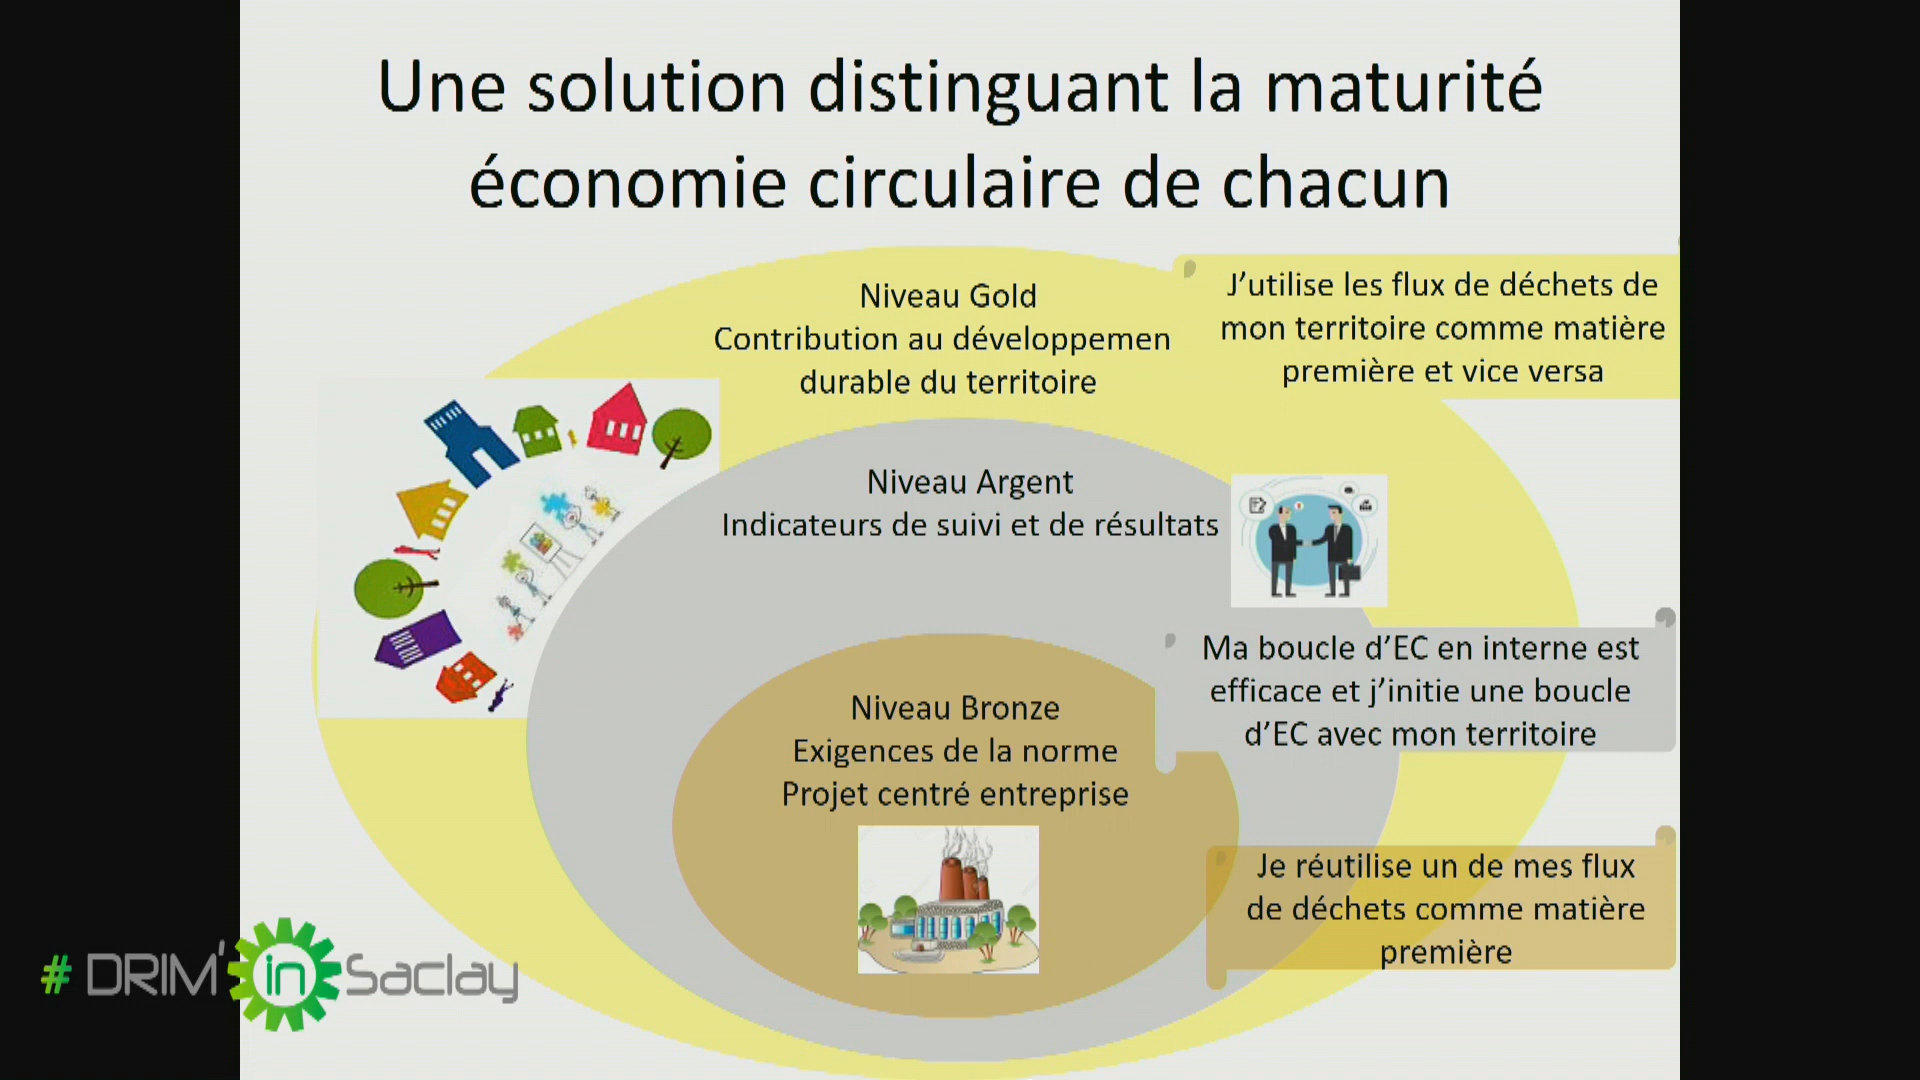 Une solution distinguant la maturité
économie circulaire de chacun
Niveau Gold
Contribution au développemen
durable du territoire
J’utilise les flux de déchets de
mon territoire comme matière
première et vice versa
Niveau Argent
Indicateurs de suivi et de résultats
Ma boucle d’EC en interne est
efficace et j’initie une boucle
d’EC avec mon territoire
Niveau Bronze
Exigences de la norme
Projet centré entreprise
Je réutilise un de mes flux
de déchets comme matière
première
# DRIM'in Saclay